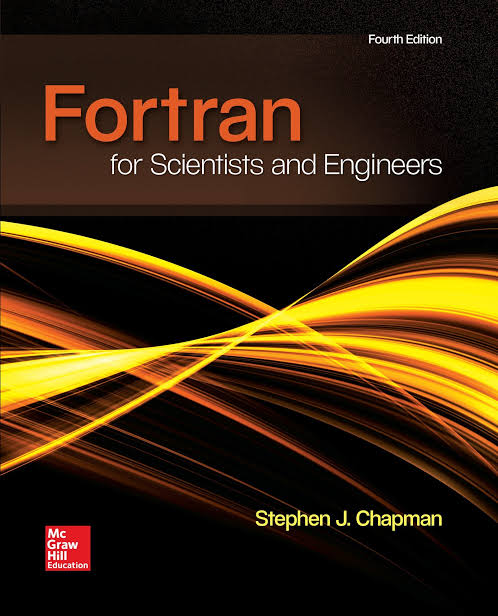 Fourth Edition
Fortran
for Scientists and Engineers
Stephen J. Chapman
Mc
Graw
Hill
Education